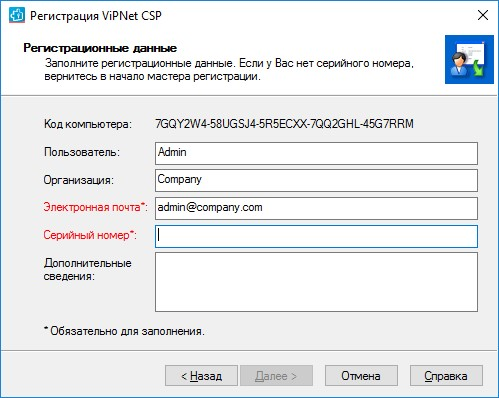 Регистрация ViPNet CSP
Регистрационные данные
Заполните регистрационные данные. Если у Вас нет серийного номера,
вернитесь в начало мастера регистрации.
Код компьютера: 7GQY2W4-58UGSJ4-5R5ECXX-7QQ2GHL-45G7RRM
Пользователь: Admin
Организация: Company
Электронная почта*: admin@company.com
Серийный номер*:
Дополнительные
сведения:
* Обязательно для заполнения.
< Назад Далее > Отмена Справка